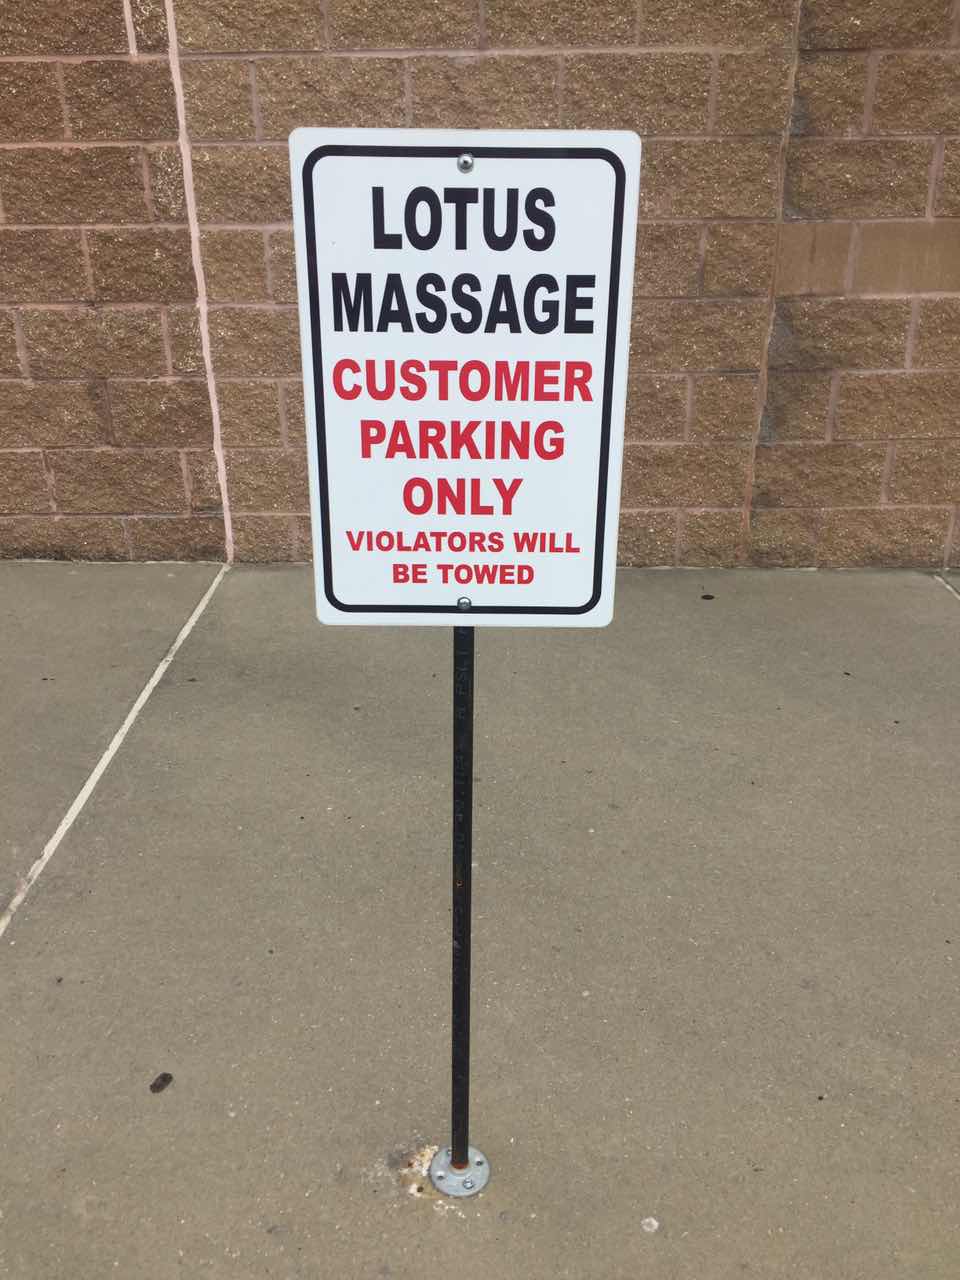 LOTUS
MASSAGE
CUSTOMER
PARKING
ONLY
VIOLATORS WILL
BE TOWED